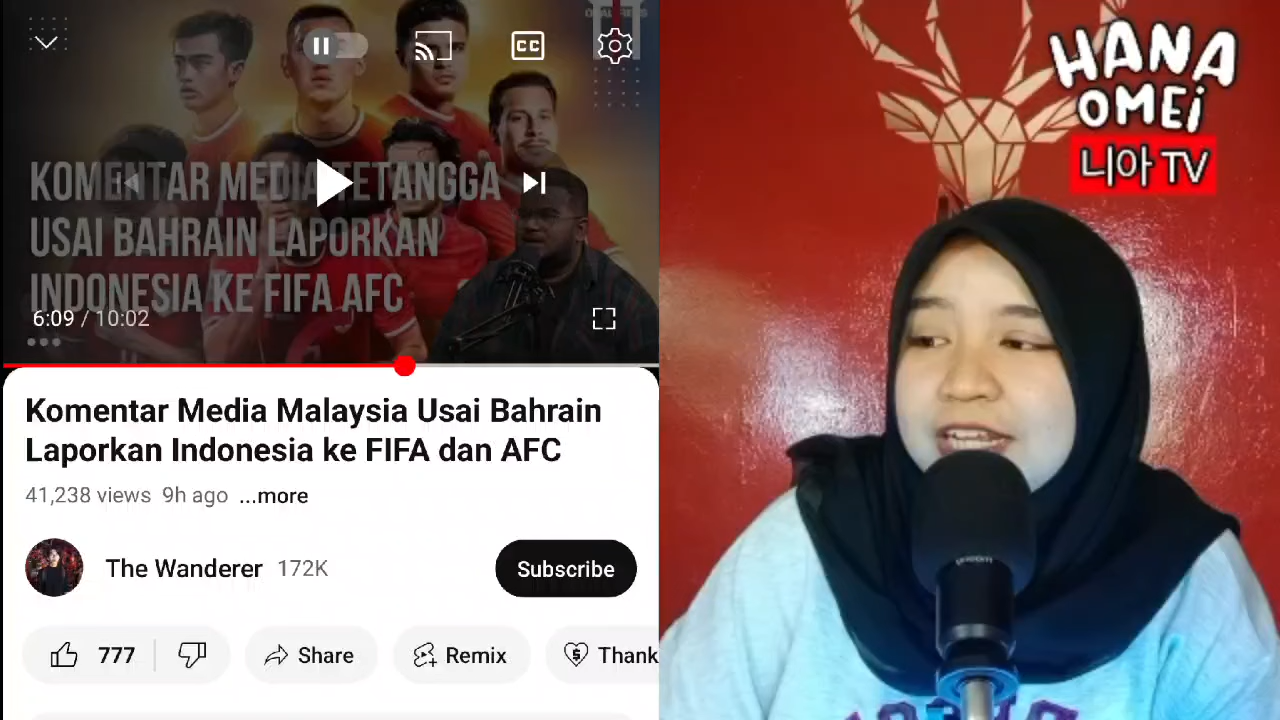 KOMENTAR MEDIA TETANGGA
USAI BAHRAIN LAPORKAN
INDONESIA KE FIFA AFC
6:09 / 10:02
Komentar Media Malaysia Usai Bahrain
Laporkan Indonesia ke FIFA dan AFC
41,238 views 9h ago ...more
The Wanderer 172K
Subscribe
777
Share
Remix
Thank
CC
HANA
OMEi
니아 TV